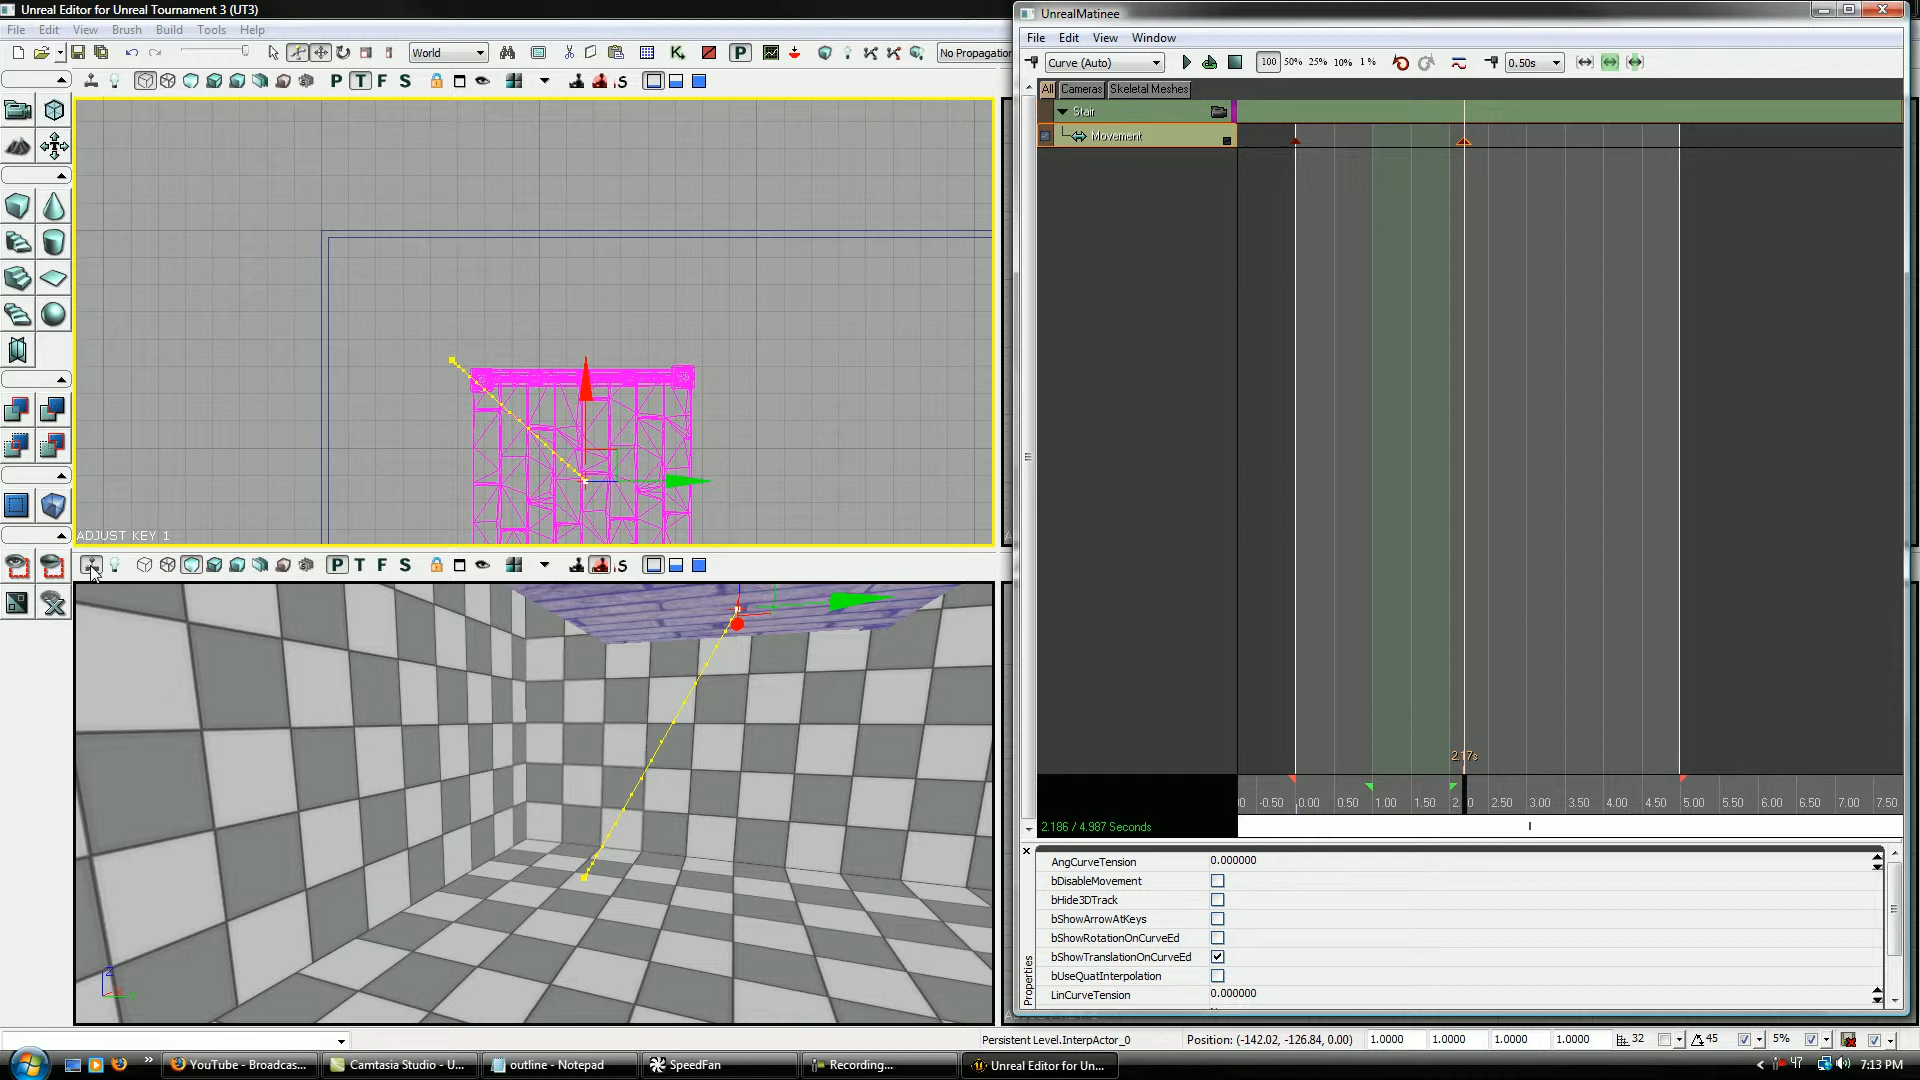 Unreal Editor for Unreal Tournament 3 (UT3)
File Edit View Brush Build Tools Help
World
P
No Propagation
P T F S
S
ADJUST KEY 1
P T F S
S
Z
UnrealMatinee
File Edit View Window
Curve (Auto)
100 50% 25% 10% 1 %
0.50s
All Cameras Skeletal Meshes
Stair
Movement
2.17s
-0.50 0.00 0.50 1.00 1.50 2. 0 2.50 3.00 3.50 4.00 4.50 5.00 5.50 6.00 6.50 7.00 7.50
2.186 / 4.987 Seconds
Properties
AngCurveTension 0.000000
bDisableMovement
bHide3DTrack
bShowArrowAtKeys
bShowRotationOnCurveEd
bShowTranslationOnCurveEd
bUseQuatInterpolation
LinCurveTension 0.000000
Persistent Level.InterpActor_0 Position: (-142.02, -126.84, 0.00) 1.0000 1.0000 1.0000 1.0000 32 45 5%
YouTube - Broadcas... Camtasia Studio - U... outline - Notepad SpeedFan Recording... Unreal Editor for Un... 47 7:13 PM